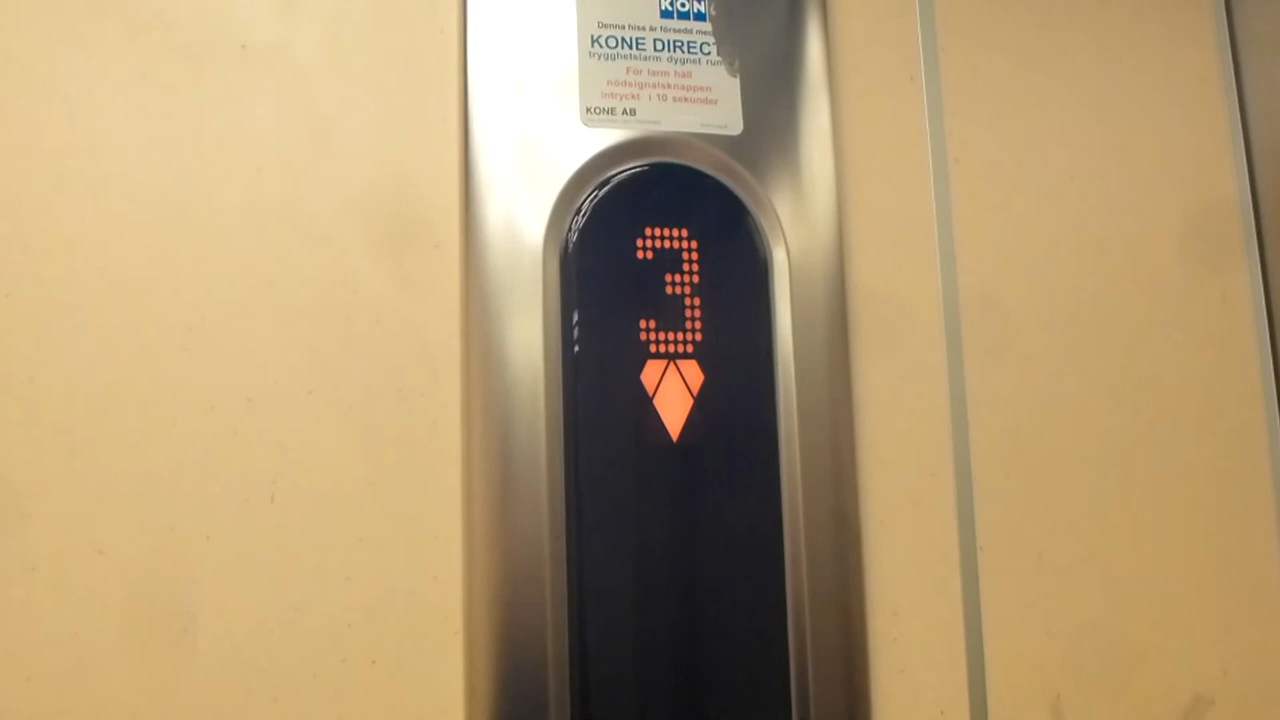 KONE
Denna hiss är försedd med
KONE DIRECT
trygghetslarm dygnet runt
För larm håll
nödsignalsknappen
intryckt i 10 sekunder
KONE AB
3